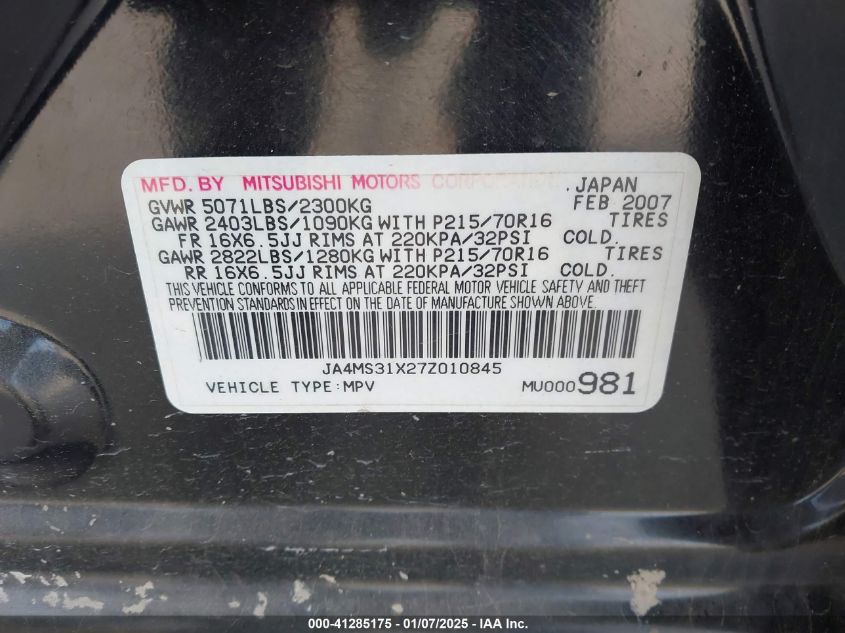 MFD. BY MITSUBISHI MOTORS CORPORATION, JAPAN
GVWR 5071LBS/2300KG FEB 2007
GAWR 2403LBS/1090KG WITH P215/70R16 TIRES
FR 16X6.5JJ RIMS AT 220KPA/32PSI COLD.
GAWR 2822LBS/1280KG WITH P215/70R16 TIRES
RR 16X6.5JJ RIMS AT 220KPA/32PSI COLD.
THIS VEHICLE CONFORMS TO ALL APPLICABLE FEDERAL MOTOR VEHICLE SAFETY AND THEFT
PREVENTION STANDARDS IN EFFECT ON THE DATE OF MANUFACTURE SHOWN ABOVE.
JA4MS31X27Z010845
VEHICLE TYPE:MPV MU000981
000-41285175 — 01/07/2025 — © IAA Inc.